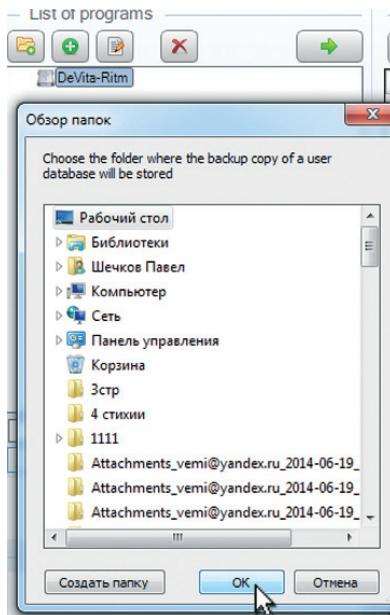 List of programs
DeVita-Ritm
Обзор папок
Choose the folder where the backup copy of a user
database will be stored
Рабочий стол
Библиотеки
Шечков Павел
Компьютер
Сеть
Панель управления
Корзина
3стр
4 стихии
1111
Attachments_vemi@yandex.ru_2014-06-19_
Attachments_vemi@yandex.ru_2014-06-19_
Attachments_vemi@yandex.ru_2014-06-19_
Создать папку
OK
Отмена